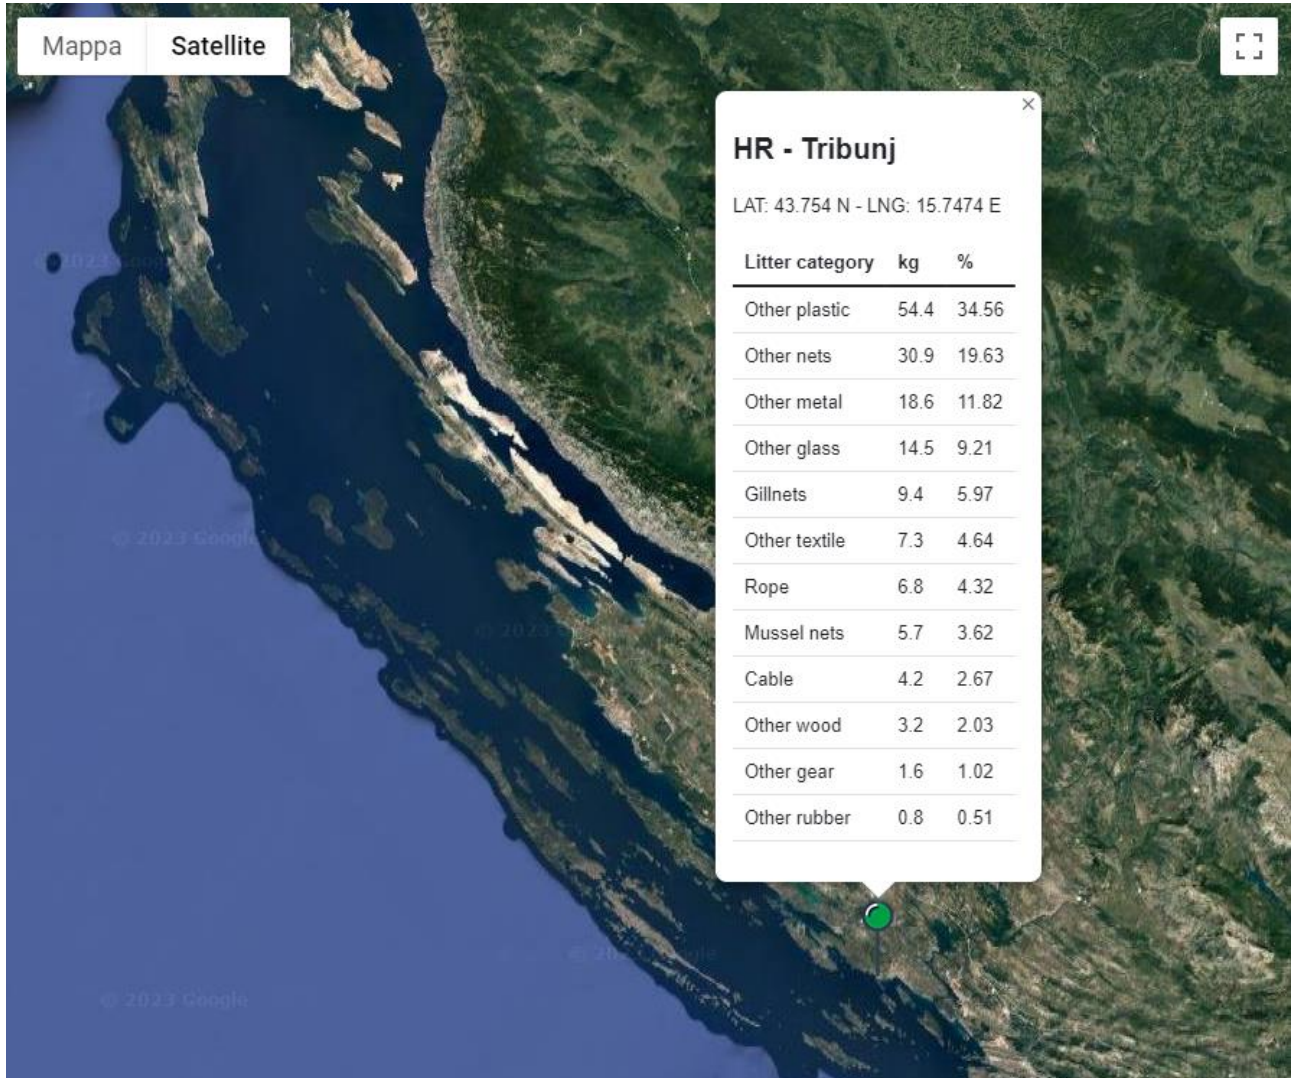 Mappa Satellite
HR - Tribunj
LAT: 43.754 N - LNG: 15.7474 E
Litter category kg %
Other plastic 54.4 34.56
Other nets 30.9 19.63
Other metal 18.6 11.82
Other glass 14.5 9.21
Gillnets 9.4 5.97
Other textile 7.3 4.64
Rope 6.8 4.32
Mussel nets 5.7 3.62
Cable 4.2 2.67
Other wood 3.2 2.03
Other gear 1.6 1.02
Other rubber 0.8 0.51
© 2023 Google
© 2023 Google